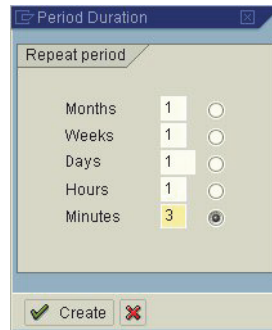 Period Duration
Repeat period
Months 1
Weeks 1
Days 1
Hours 1
Minutes 3
Create